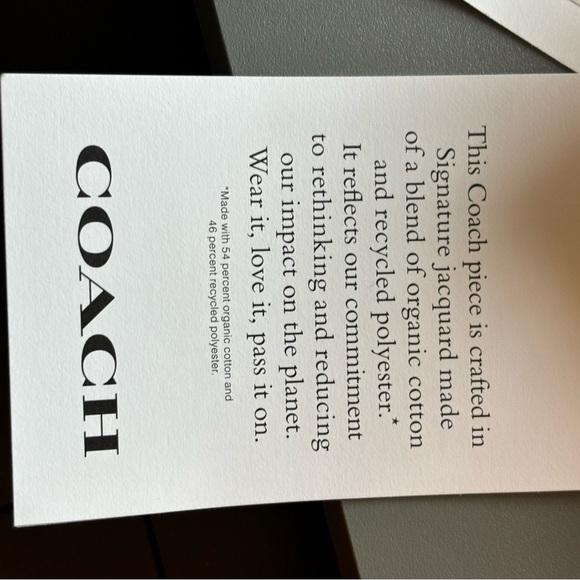 This Coach piece is crafted in
Signature jacquard made
of a blend of organic cotton
and recycled polyester.*
It reflects our commitment
to rethinking and reducing
our impact on the planet.
Wear it, love it, pass it on.
*Made with 54 percent organic cotton and
46 percent recycled polyester.
COACH